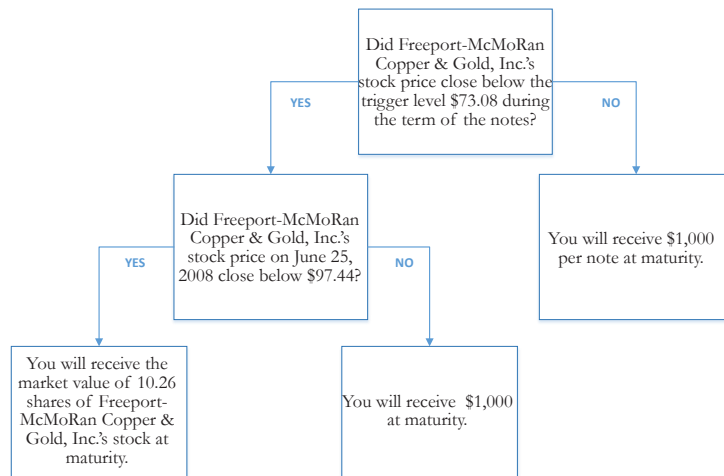 Did Freeport-McMoRan
Copper & Gold, Inc.'s
stock price close below the
trigger level $73.08 during
the term of the notes?
YES
NO
Did Freeport-McMoRan
Copper & Gold, Inc.'s
stock price on June 25,
2008 close below $97.44?
You will receive $1,000
per note at maturity.
YES
NO
You will receive the
market value of 10.26
shares of Freeport-
McMoRan Copper &
Gold, Inc.'s stock at
maturity.
You will receive $1,000
at maturity.